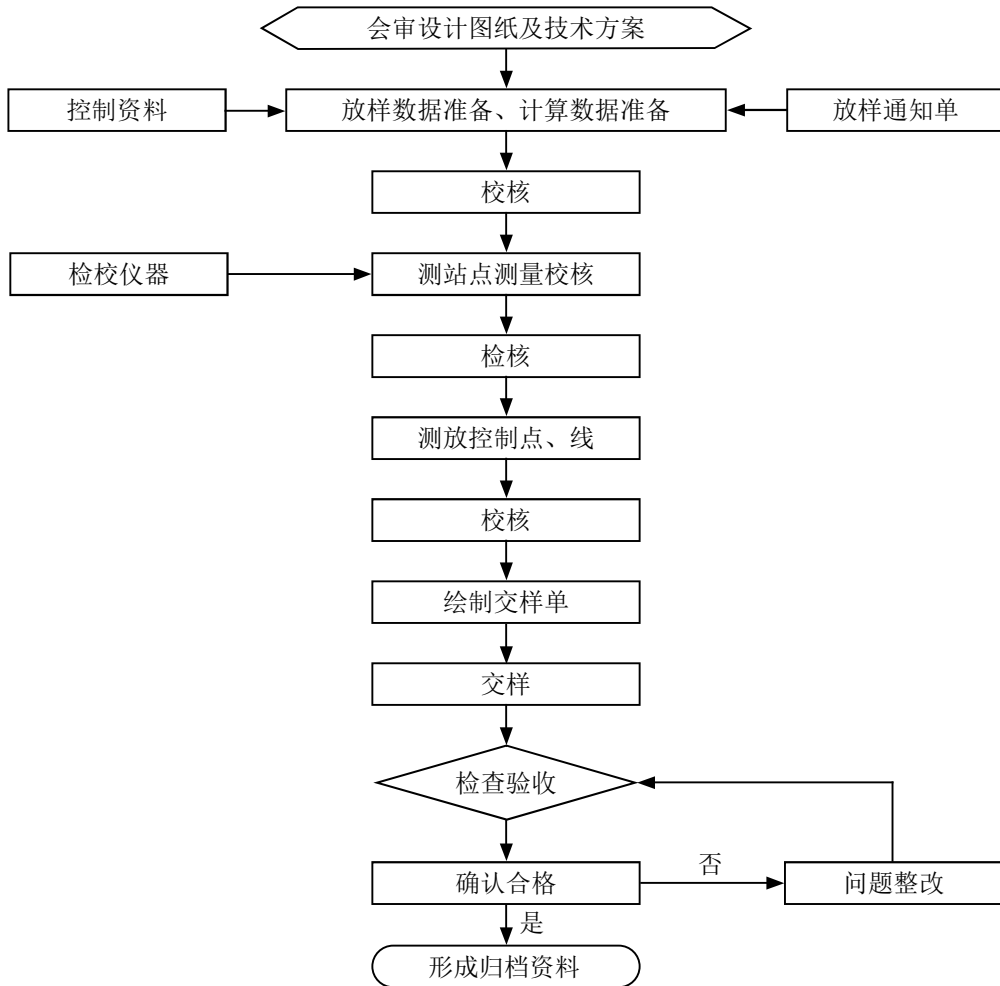 会审设计图纸及技术方案
控制资料
放样数据准备、计算数据准备
放样通知单
校核
检校仪器
测站点测量校核
检核
测放控制点、线
校核
绘制交样单
交样
检查验收
确认合格
否
问题整改
是
形成归档资料